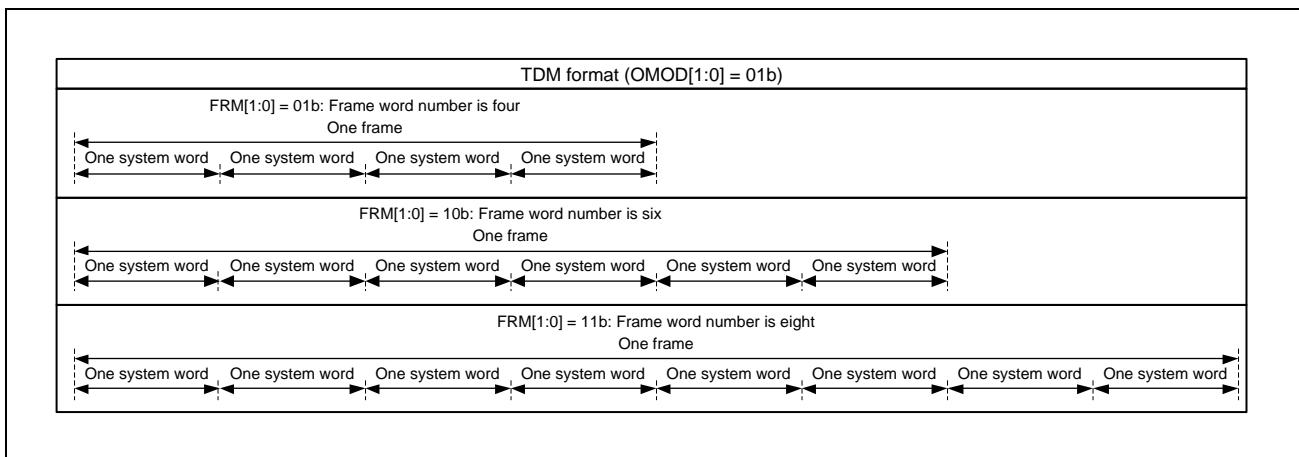 TDM format (OMOD[1:0] = 01b)
FRM[1:0] = 01b: Frame word number is four
One frame
One system word One system word One system word One system word
FRM[1:0] = 10b: Frame word number is six
One frame
One system word One system word One system word One system word One system word One system word
FRM[1:0] = 11b: Frame word number is eight
One frame
One system word One system word One system word One system word One system word One system word One system word One system word